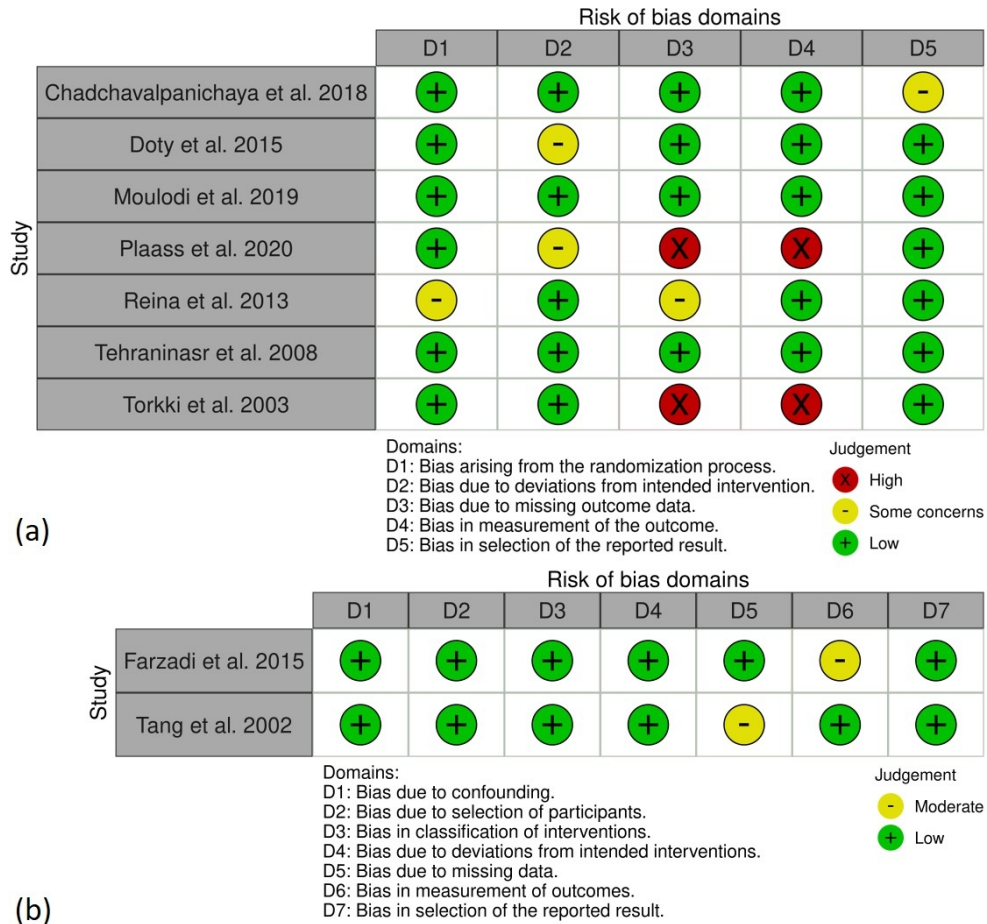 Risk of bias domains
D1 D2 D3 D4 D5
Study
Chadchavalpanichaya et al. 2018 + + + + -
Doty et al. 2015 + - + + +
Moulodi et al. 2019 + + + + +
Plaass et al. 2020 + - X X +
Reina et al. 2013 - + - + +
Tehraninasr et al. 2008 + + + + +
Torkki et al. 2003 + + X X +
Domains:
D1: Bias arising from the randomization process.
D2: Bias due to deviations from intended intervention.
D3: Bias due to missing outcome data.
D4: Bias in measurement of the outcome.
D5: Bias in selection of the reported result.
Judgement
X High
- Some concerns
+ Low
(a)
Risk of bias domains
D1 D2 D3 D4 D5 D6 D7
Study
Farzadi et al. 2015 + + + + + - +
Tang et al. 2002 + + + + - + +
Domains:
D1: Bias due to confounding.
D2: Bias due to selection of participants.
D3: Bias in classification of interventions.
D4: Bias due to deviations from intended interventions.
D5: Bias due to missing data.
D6: Bias in measurement of outcomes.
D7: Bias in selection of the reported result.
Judgement
- Moderate
+ Low
(b)